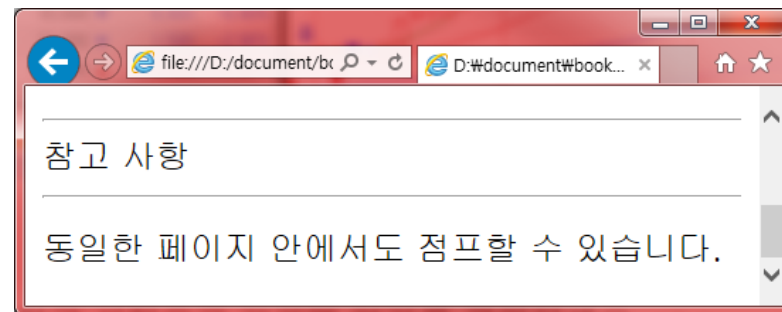 file:///D:/document/bc
D:₩document₩book...
참고 사항
동일한 페이지 안에서도 점프할 수 있습니다.